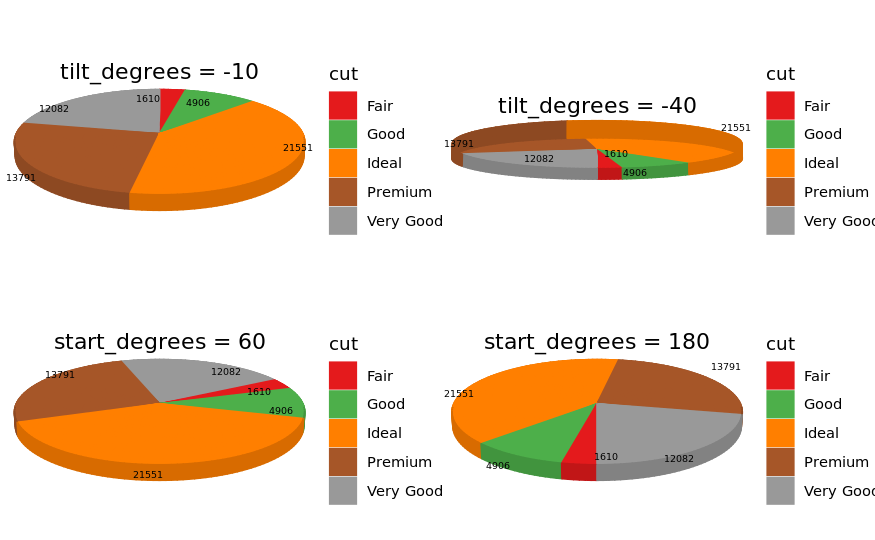 tilt_degrees = -10
1610
4906
12082
21551
13791
cut
Fair
Good
Ideal
Premium
Very Good
tilt_degrees = -40
21551
13791
12082
1610
4906
cut
Fair
Good
Ideal
Premium
Very Good
start_degrees = 60
13791
12082
1610
4906
21551
cut
Fair
Good
Ideal
Premium
Very Good
start_degrees = 180
13791
21551
1610
12082
4906
cut
Fair
Good
Ideal
Premium
Very Good